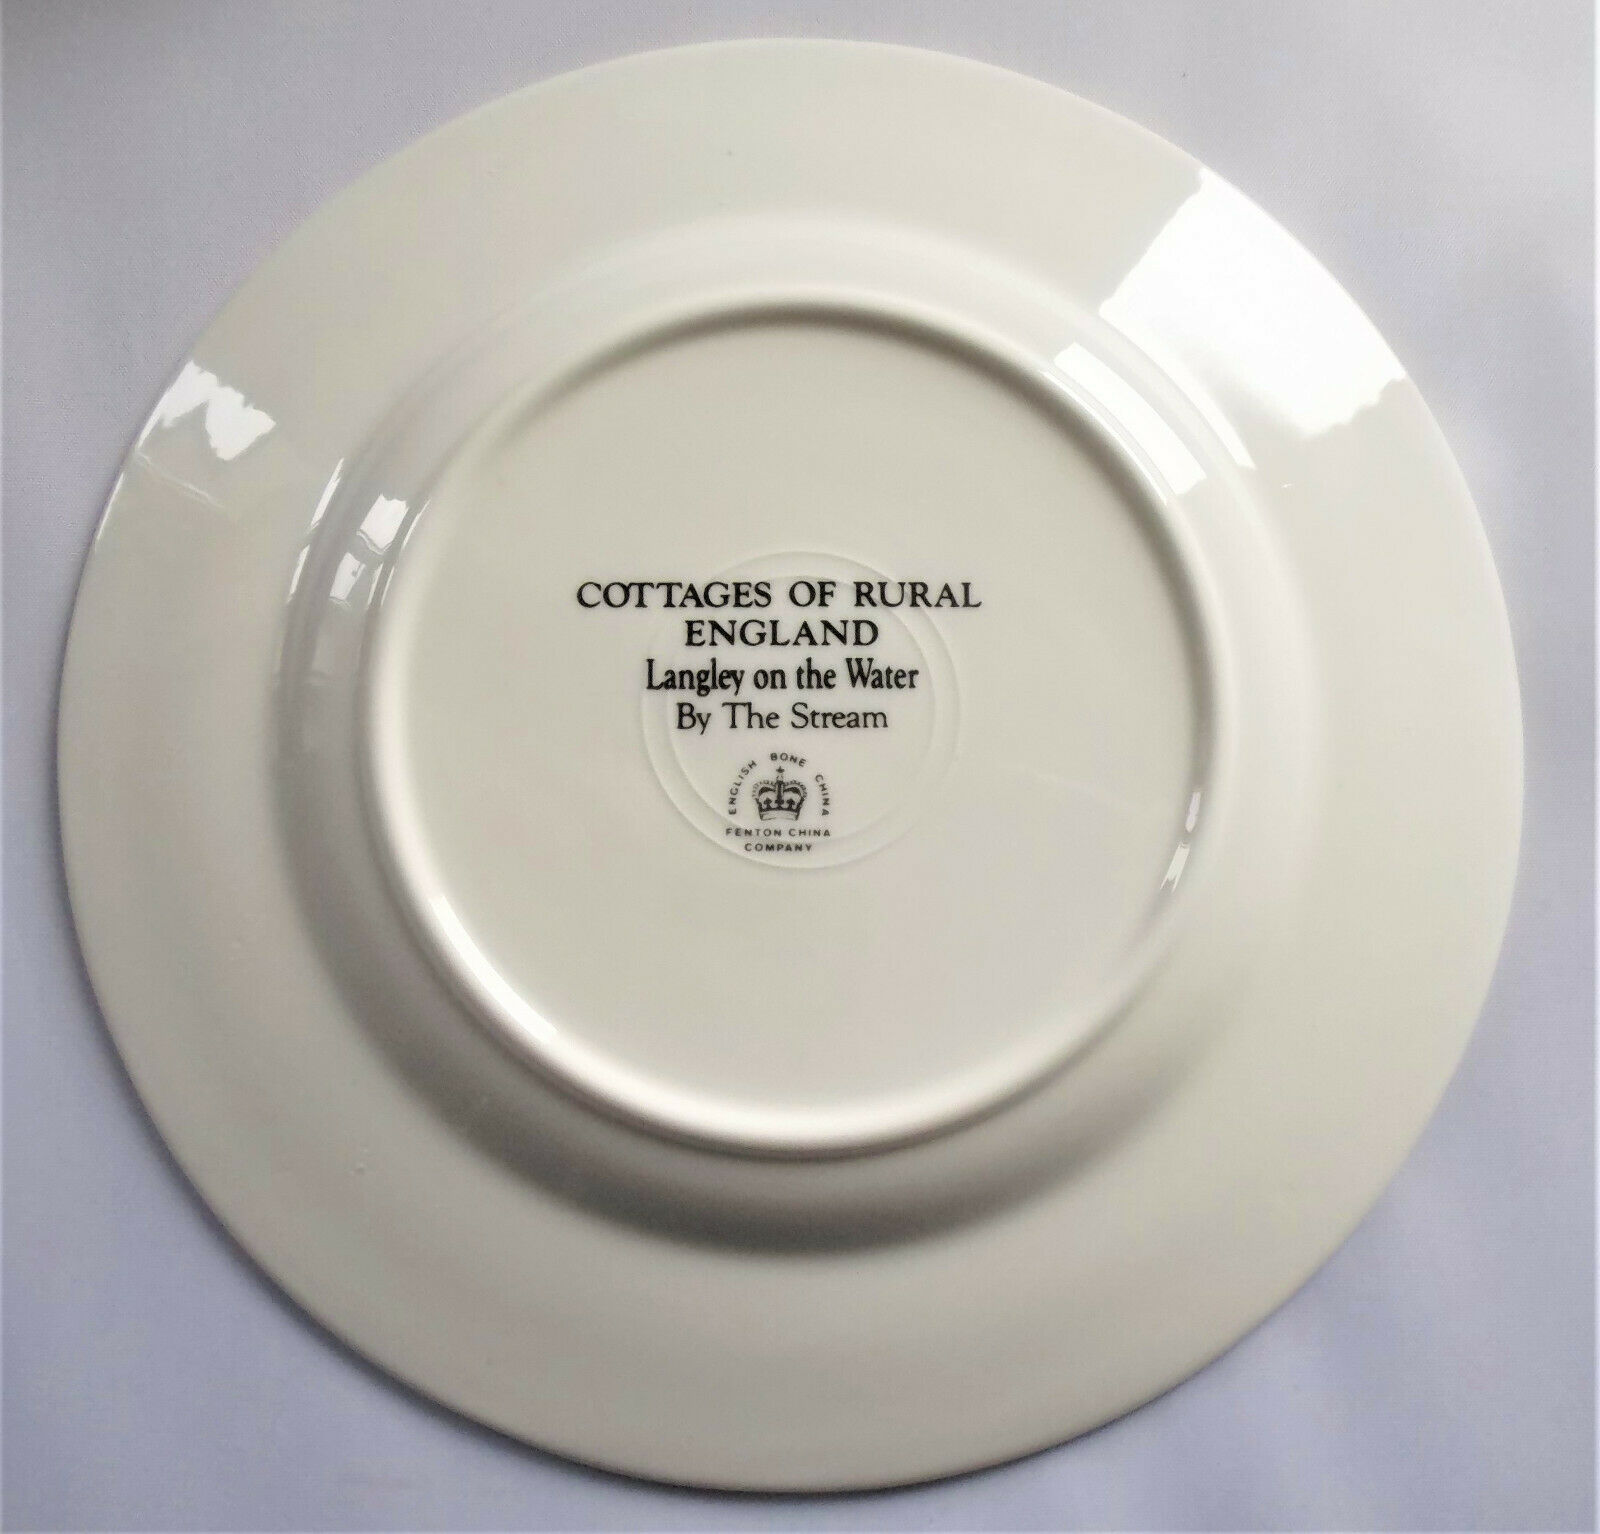 COTTAGES OF RURAL
ENGLAND
Langley on the Water
By The Stream
ENGLISH BONE CHINA
FENTON CHINA
COMPANY